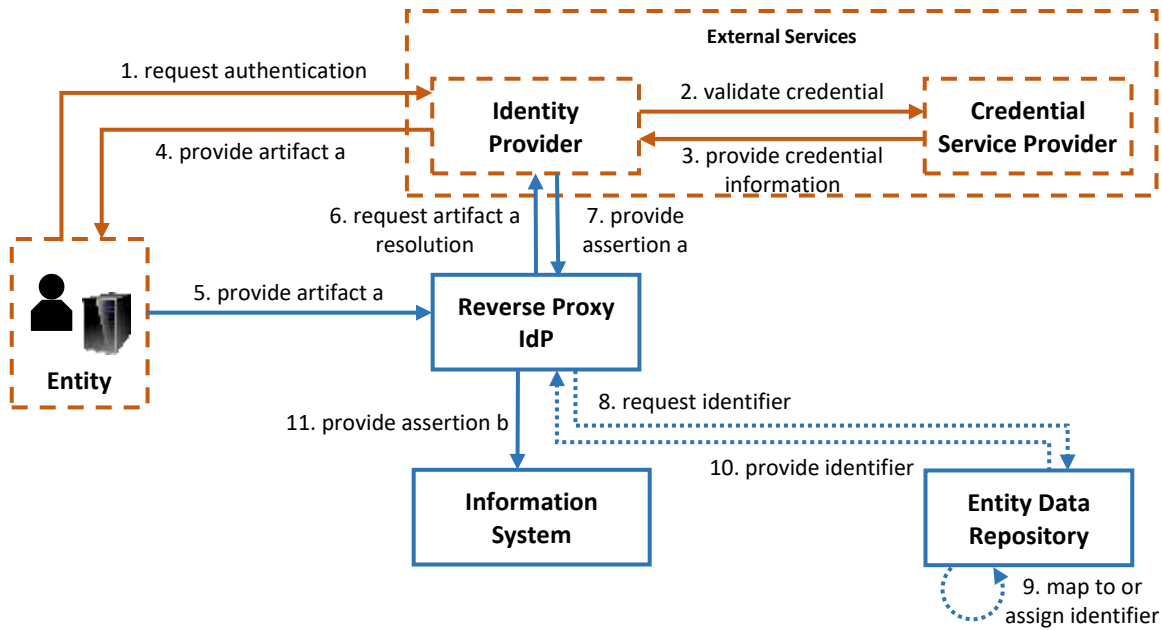 External Services
1. request authentication
Identity
Provider
2. validate credential
Credential
Service Provider
4. provide artifact a
3. provide credential
information
6. request artifact a
resolution
7. provide
assertion a
5. provide artifact a
Reverse Proxy
IdP
Entity
8. request identifier
11. provide assertion b
10. provide identifier
Information
System
Entity Data
Repository
9. map to or
assign identifier